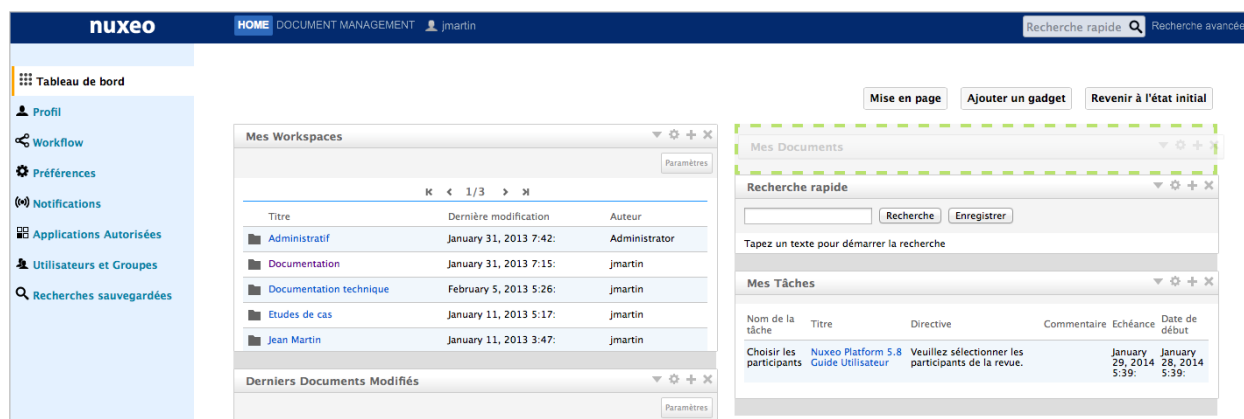 nuxeo
HOME DOCUMENT MANAGEMENT jmartin
Recherche rapide
Recherche avancée
Tableau de bord
Profil
Workflow
Préférences
Notifications
Applications Autorisées
Utilisateurs et Groupes
Recherches sauvegardées
Mise en page
Ajouter un gadget
Revenir à l'état initial
Mes Workspaces
Paramètres
1/3
Titre Dernière modification Auteur
Administratif January 31, 2013 7:42: Administrator
Documentation January 31, 2013 7:15: jmartin
Documentation technique February 5, 2013 5:26: jmartin
Etudes de cas January 11, 2013 5:17: jmartin
Jean Martin January 11, 2013 3:47: jmartin
Derniers Documents Modifiés
Paramètres
Mes Documents
Recherche rapide
Recherche Enregistrer
Tapez un texte pour démarrer la recherche
Mes Tâches
Nom de la Date de
tâche Titre Directive Commentaire Echéance début
Choisir les Nuxeo Platform 5.8 Veuillez sélectionner les January January
participants Guide Utilisateur participants de la revue. 29, 2014 28, 2014
5:39: 5:39: